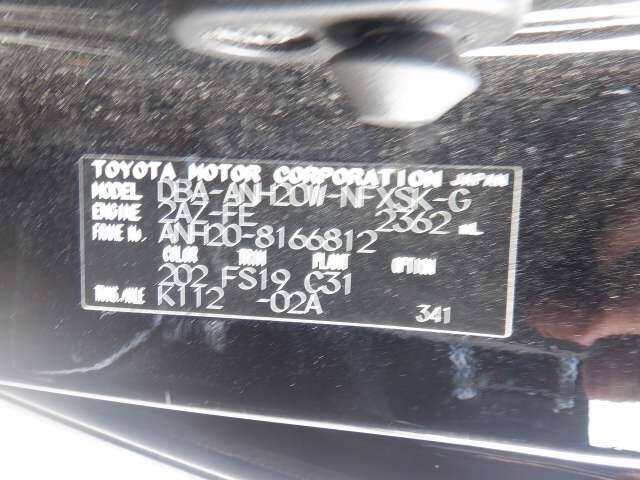 TOYOTA MOTOR CORPORATION JAPAN
MODEL DBA-ANH20W-NFXSK-G
ENGINE 2AZ-FE 2362 mL
FRAME No. ANH20-8166812
COLOR TRIM PLANT OPTION
202 FS19 C31
TRANS./AXLE K112 -02A
341